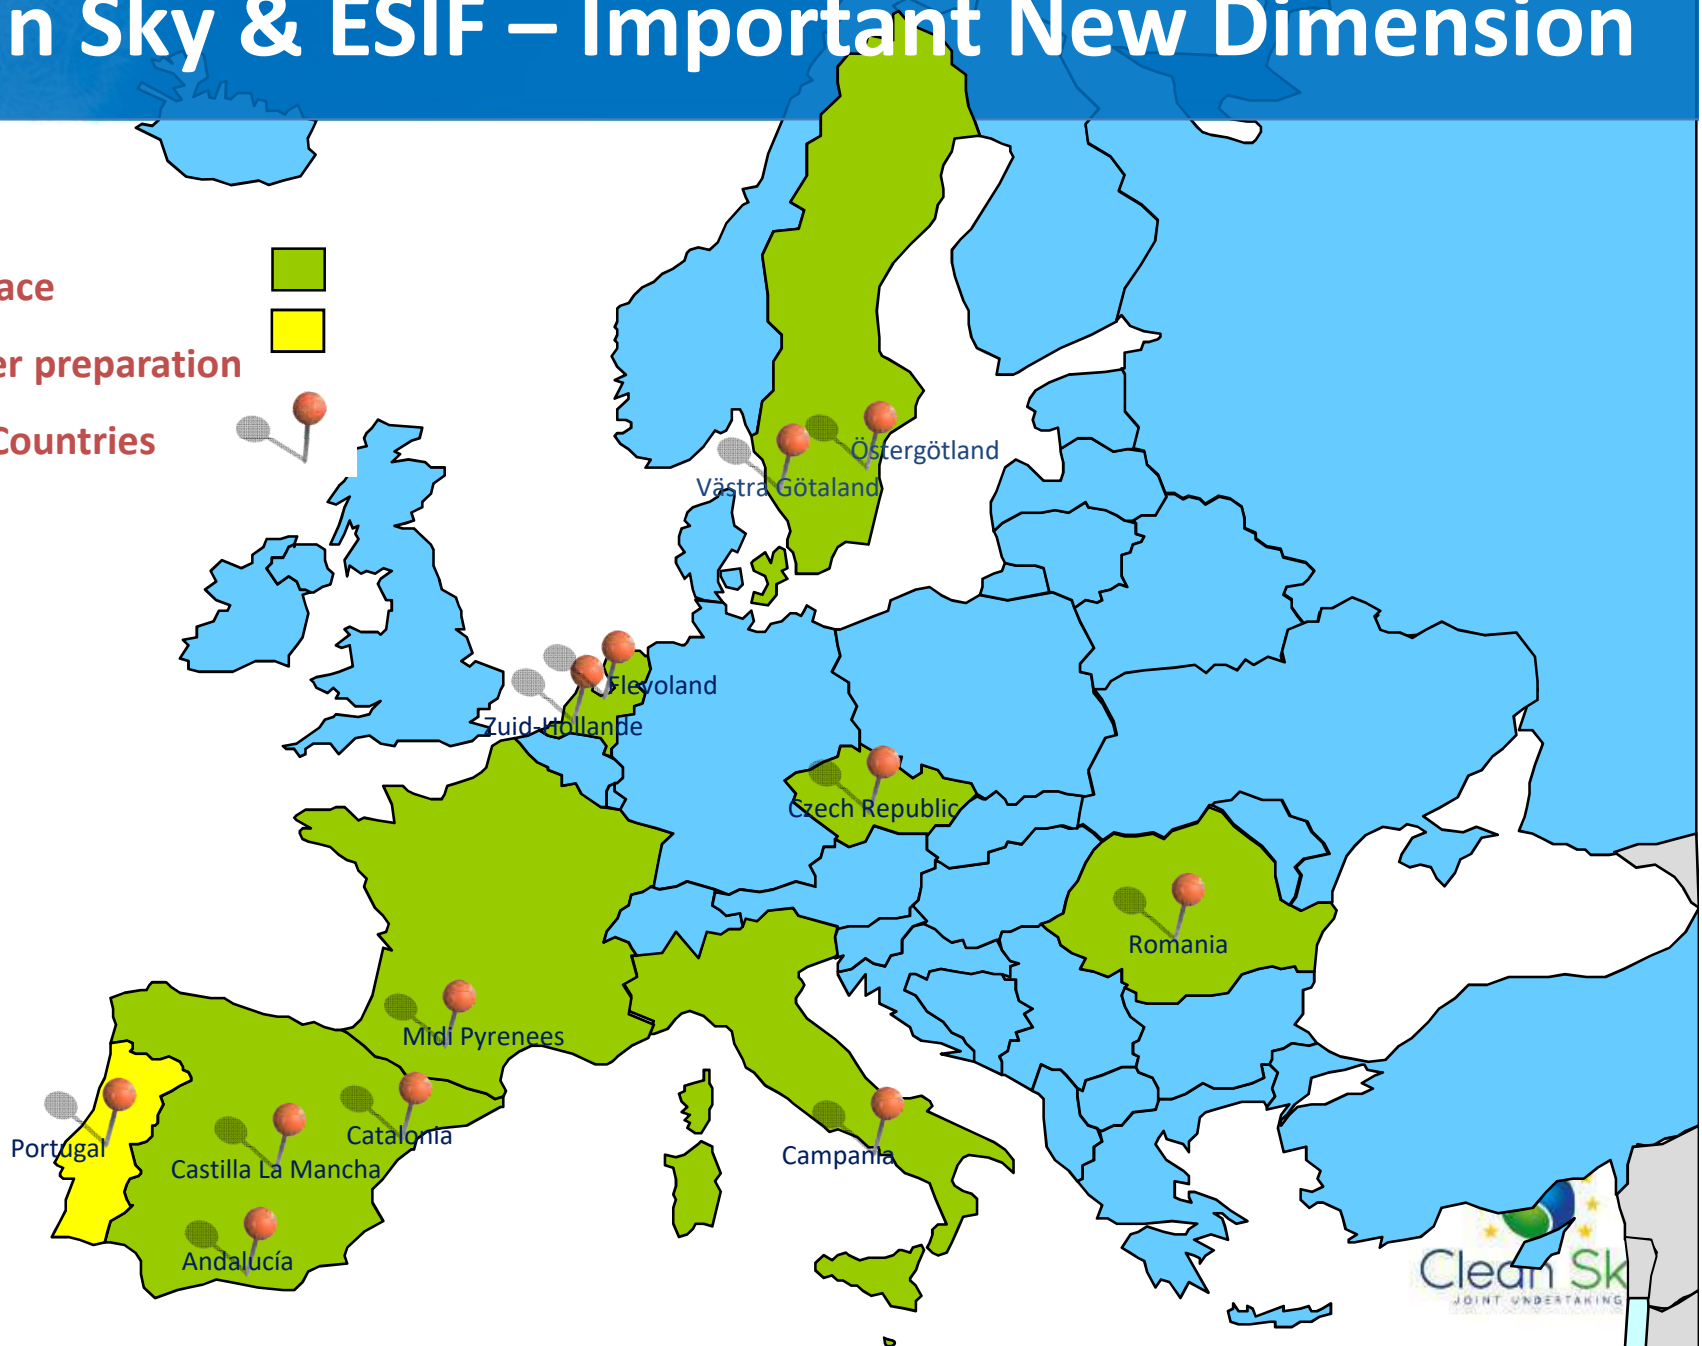 n Sky & ESIF – Important New Dimension
ace
er preparation
Countries
Östergötland
Västra Götaland
Flevoland
Zuid-Hollande
Czech Republic
Romania
Midi Pyrenees
Catalonia
Portugal
Castilla La Mancha
Campania
Andalucía
Clean Sk
JOINT UNDERTAKING